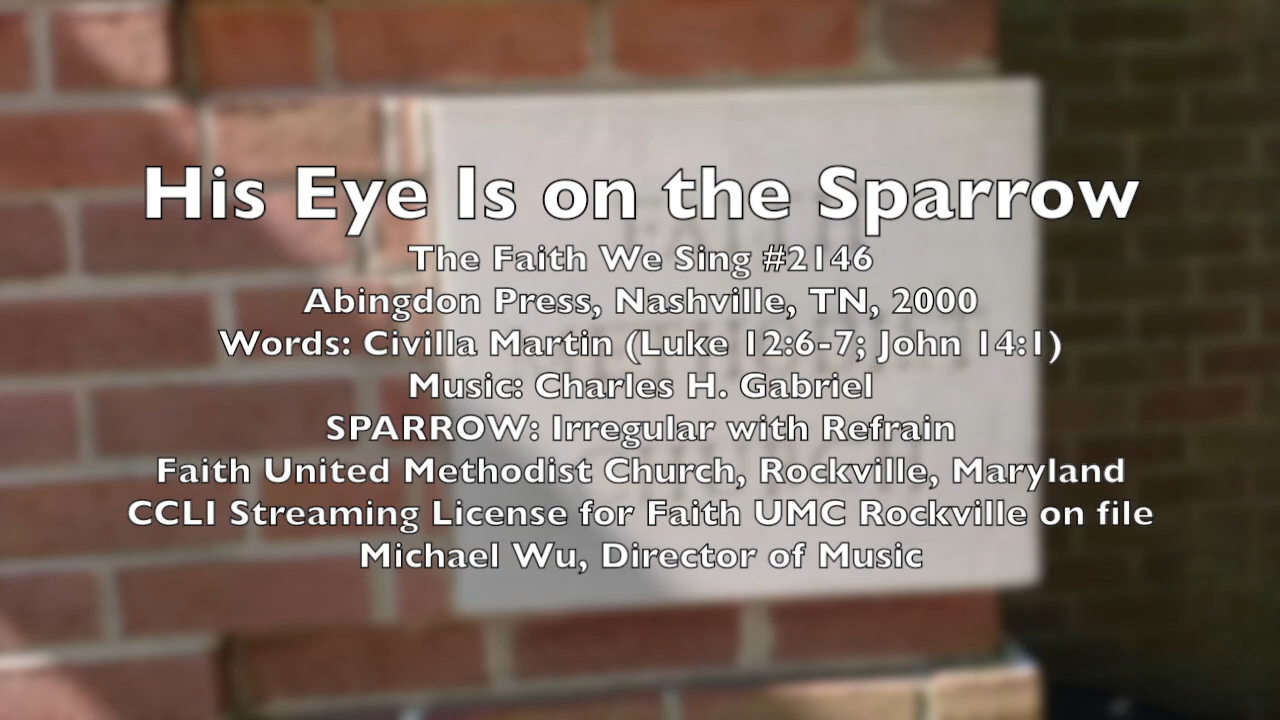 His Eye Is on the Sparrow
The Faith We Sing #2146
Abingdon Press, Nashville, TN, 2000
Words: Civilla Martin (Luke 12:6-7; John 14:1)
Music: Charles H. Gabriel
SPARROW: Irregular with Refrain
Faith United Methodist Church, Rockville, Maryland
CCLI Streaming License for Faith UMC Rockville on file
Michael Wu, Director of Music